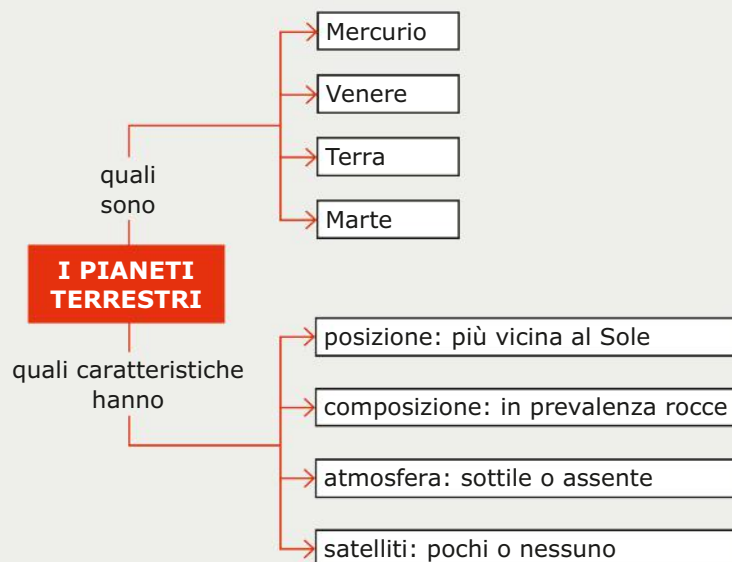 Mercurio
Venere
Terra
Marte
quali
sono
I PIANETI
TERRESTRI
quali caratteristiche
hanno
posizione: più vicina al Sole
composizione: in prevalenza rocce
atmosfera: sottile o assente
satelliti: pochi o nessuno